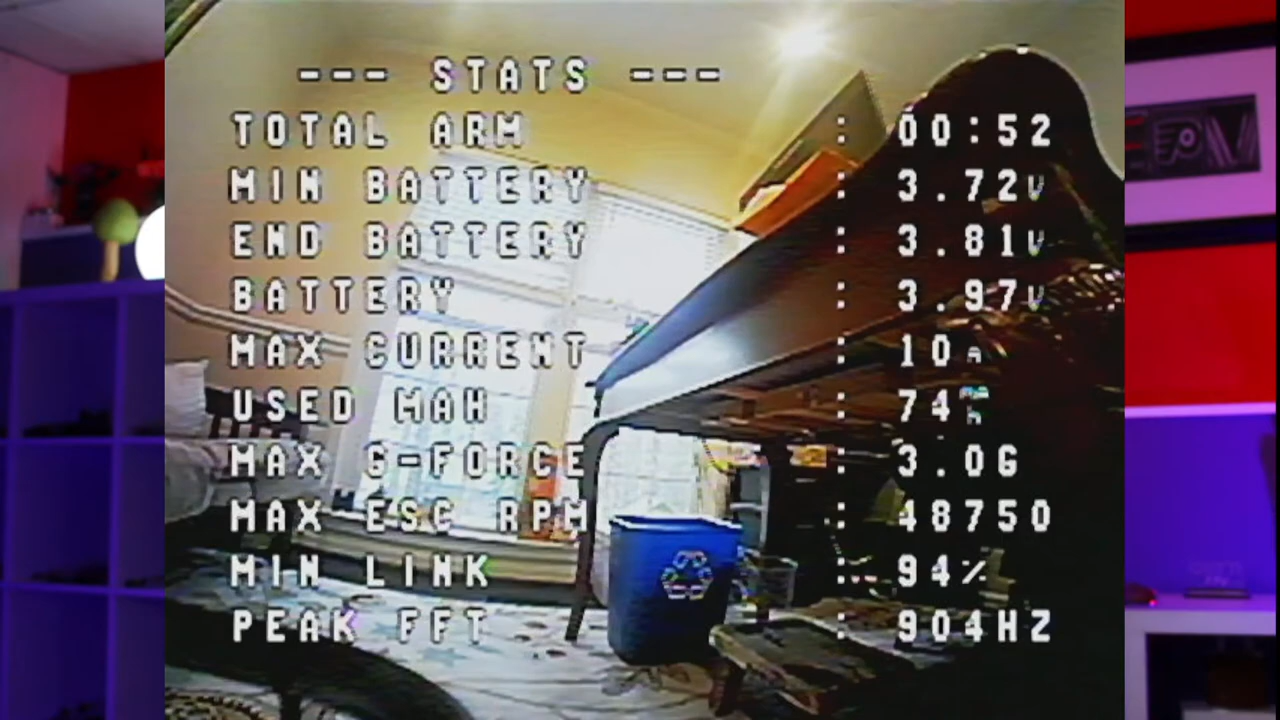 --- STATS ---
TOTAL ARM : 00:52
MIN BATTERY : 3.72V
END BATTERY : 3.81V
BATTERY : 3.97V
MAX CURRENT : 10A
USED MAH : 74mAh
MAX G-FORCE : 3.0G
MAX ESC RPM : 48750
MIN LINK : 94%
PEAK FFT : 904HZ